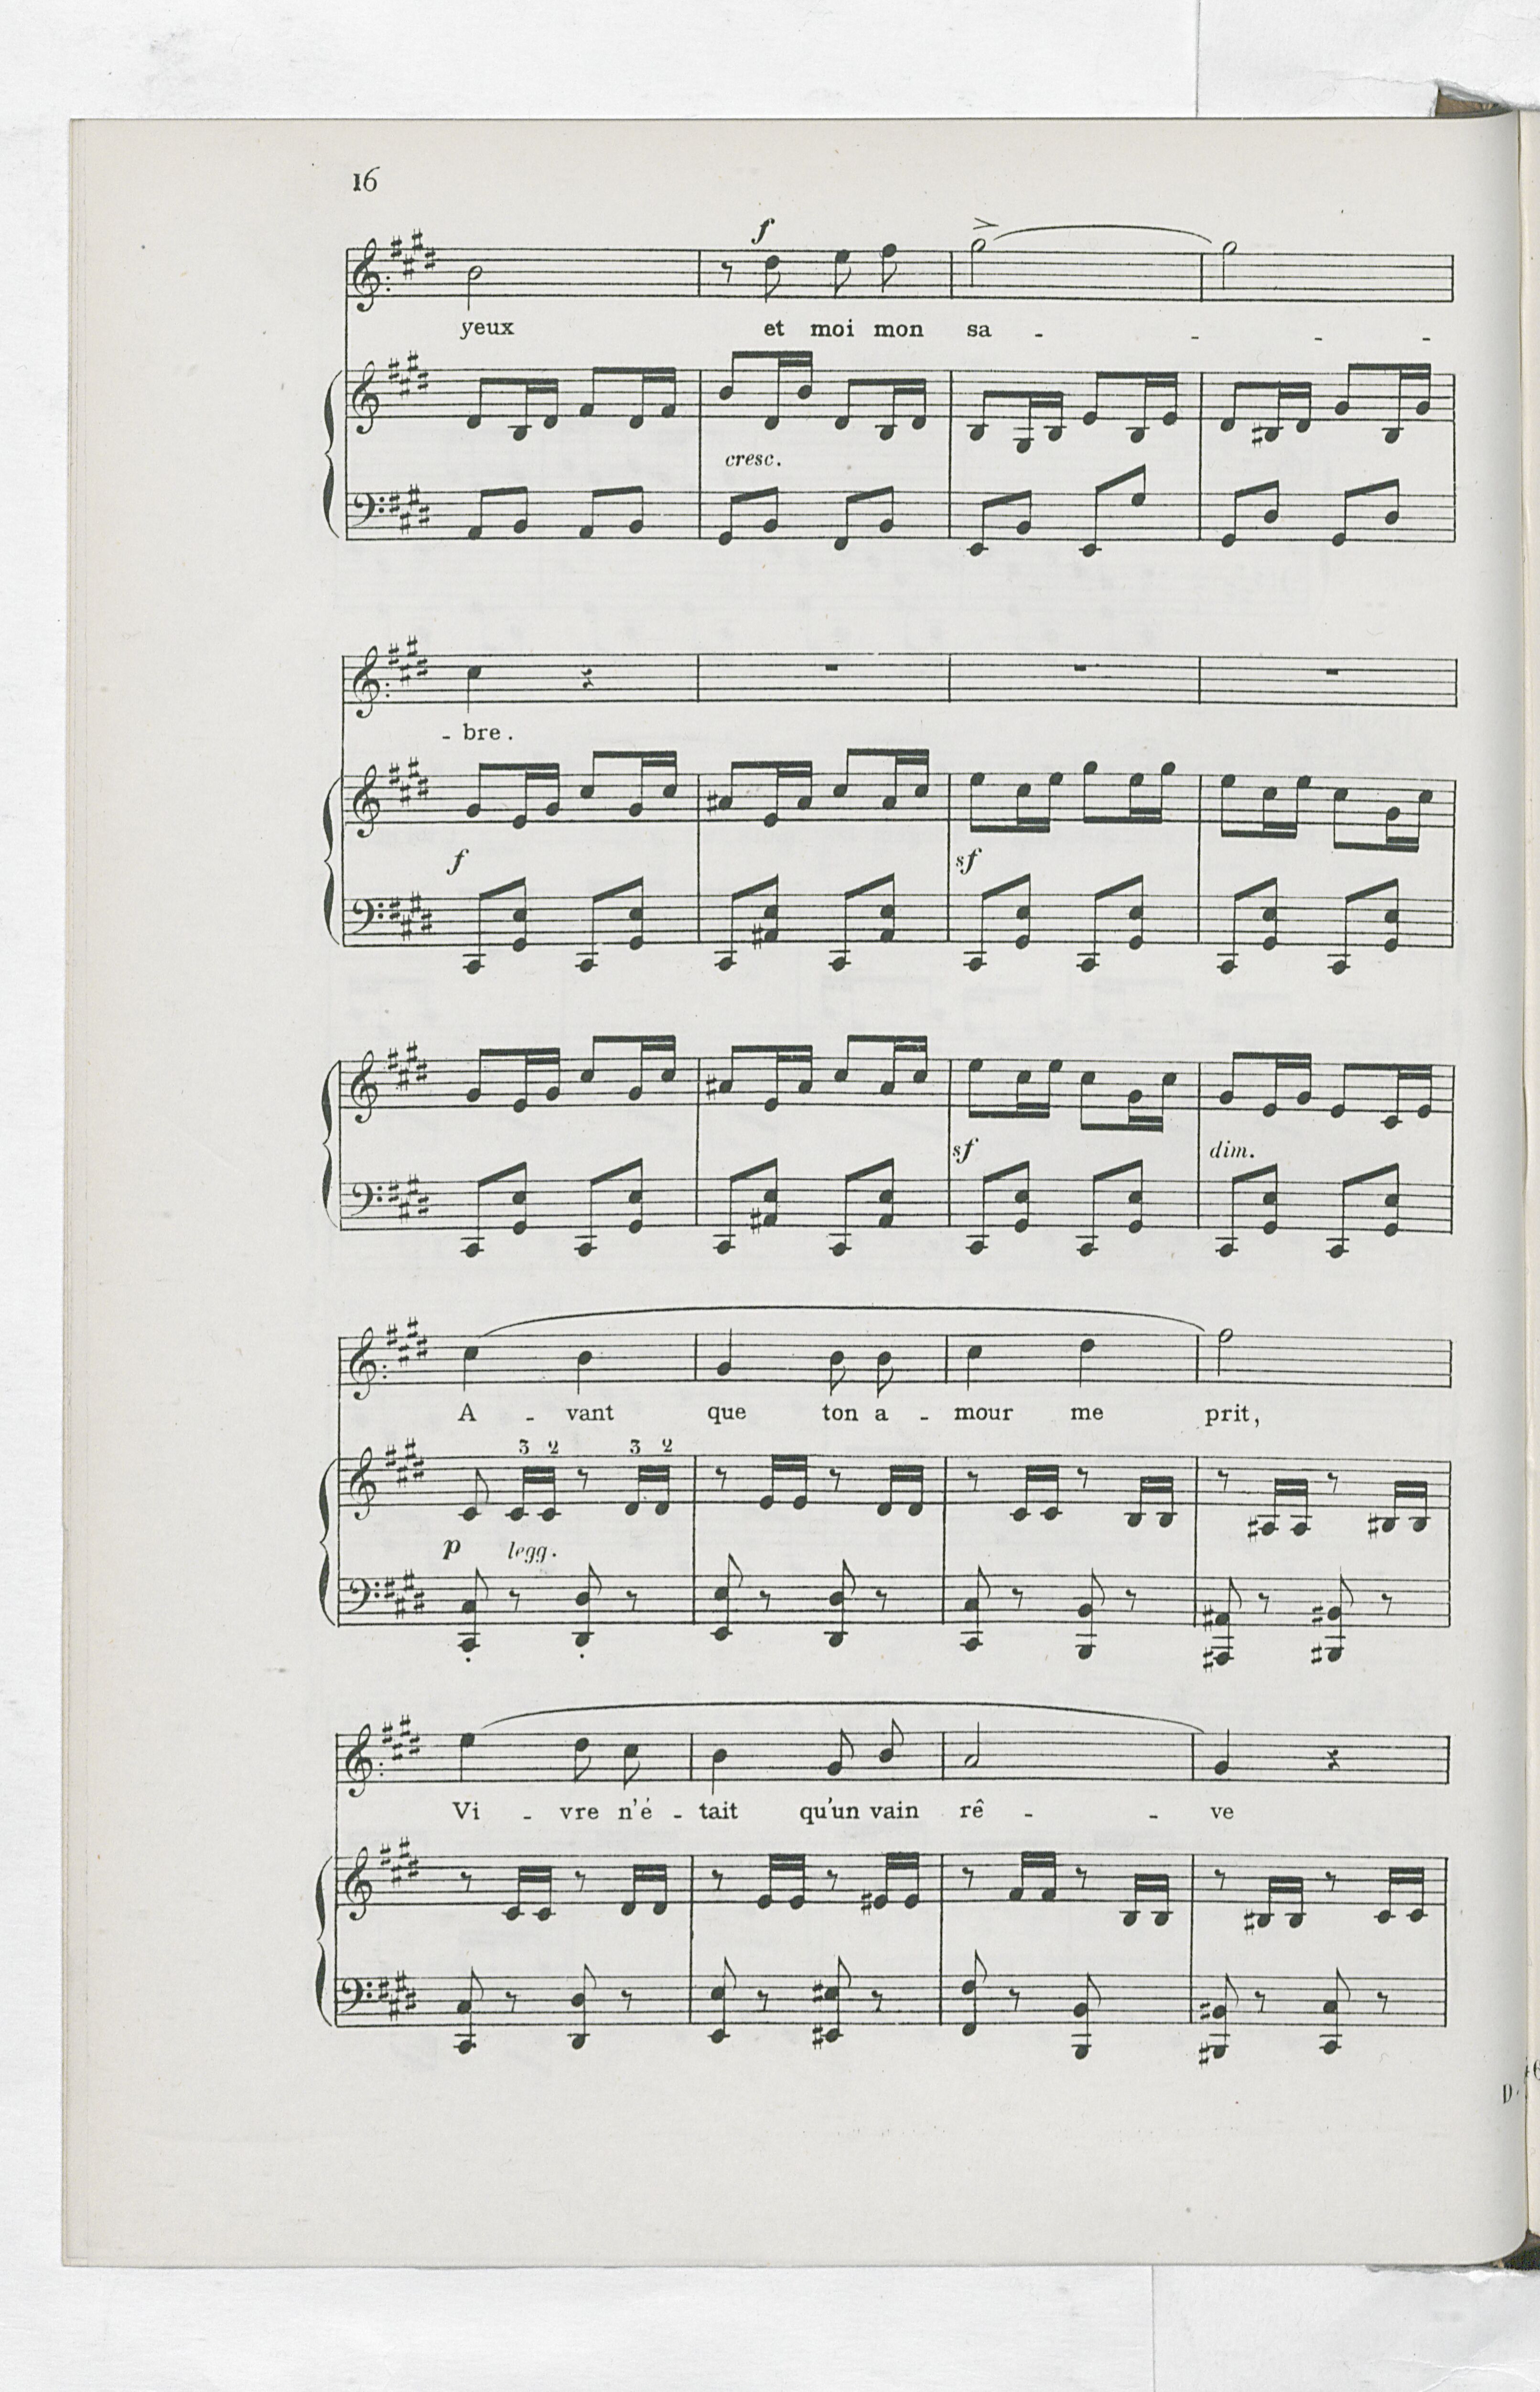 16
f
yeux et moi mon sa - - - -
cresc.
- bre.
f sf
sf dim.
A - vant que ton a - mour me prit,
3 2 3 2
p legg.
Vi - vre n'é - tait qu'un vain rê - - ve